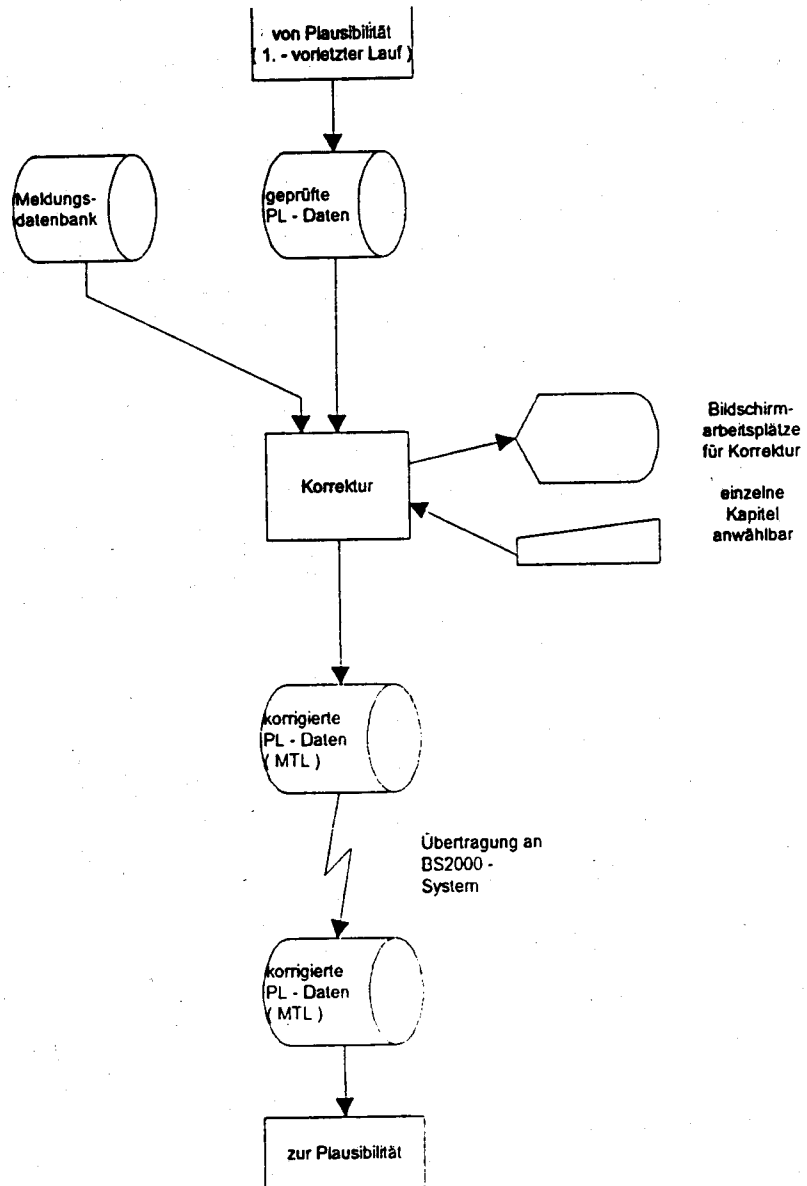 von Plausibilität
( 1. - vorletzter Lauf )
Meldungs-
datenbank
geprüfte
PL - Daten
Korrektur
Bildschirm-
arbeitsplätze
für Korrektur
einzelne
Kapitel
anwählbar
korrigierte
PL - Daten
( MTL )
Übertragung an
BS2000 -
System
korrigierte
PL - Daten
( MTL )
zur Plausibilität